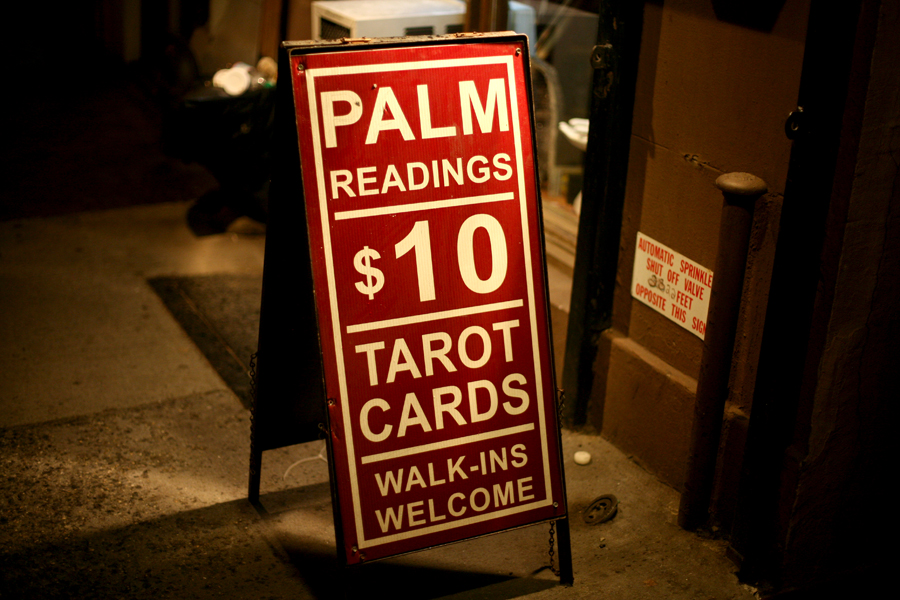 PALM
READINGS
$10
TAROT
CARDS
WALK-INS
WELCOME
AUTOMATIC SPRINKLE
SHUT OFF VALVE
FEET
OPPOSITE THIS SIGN